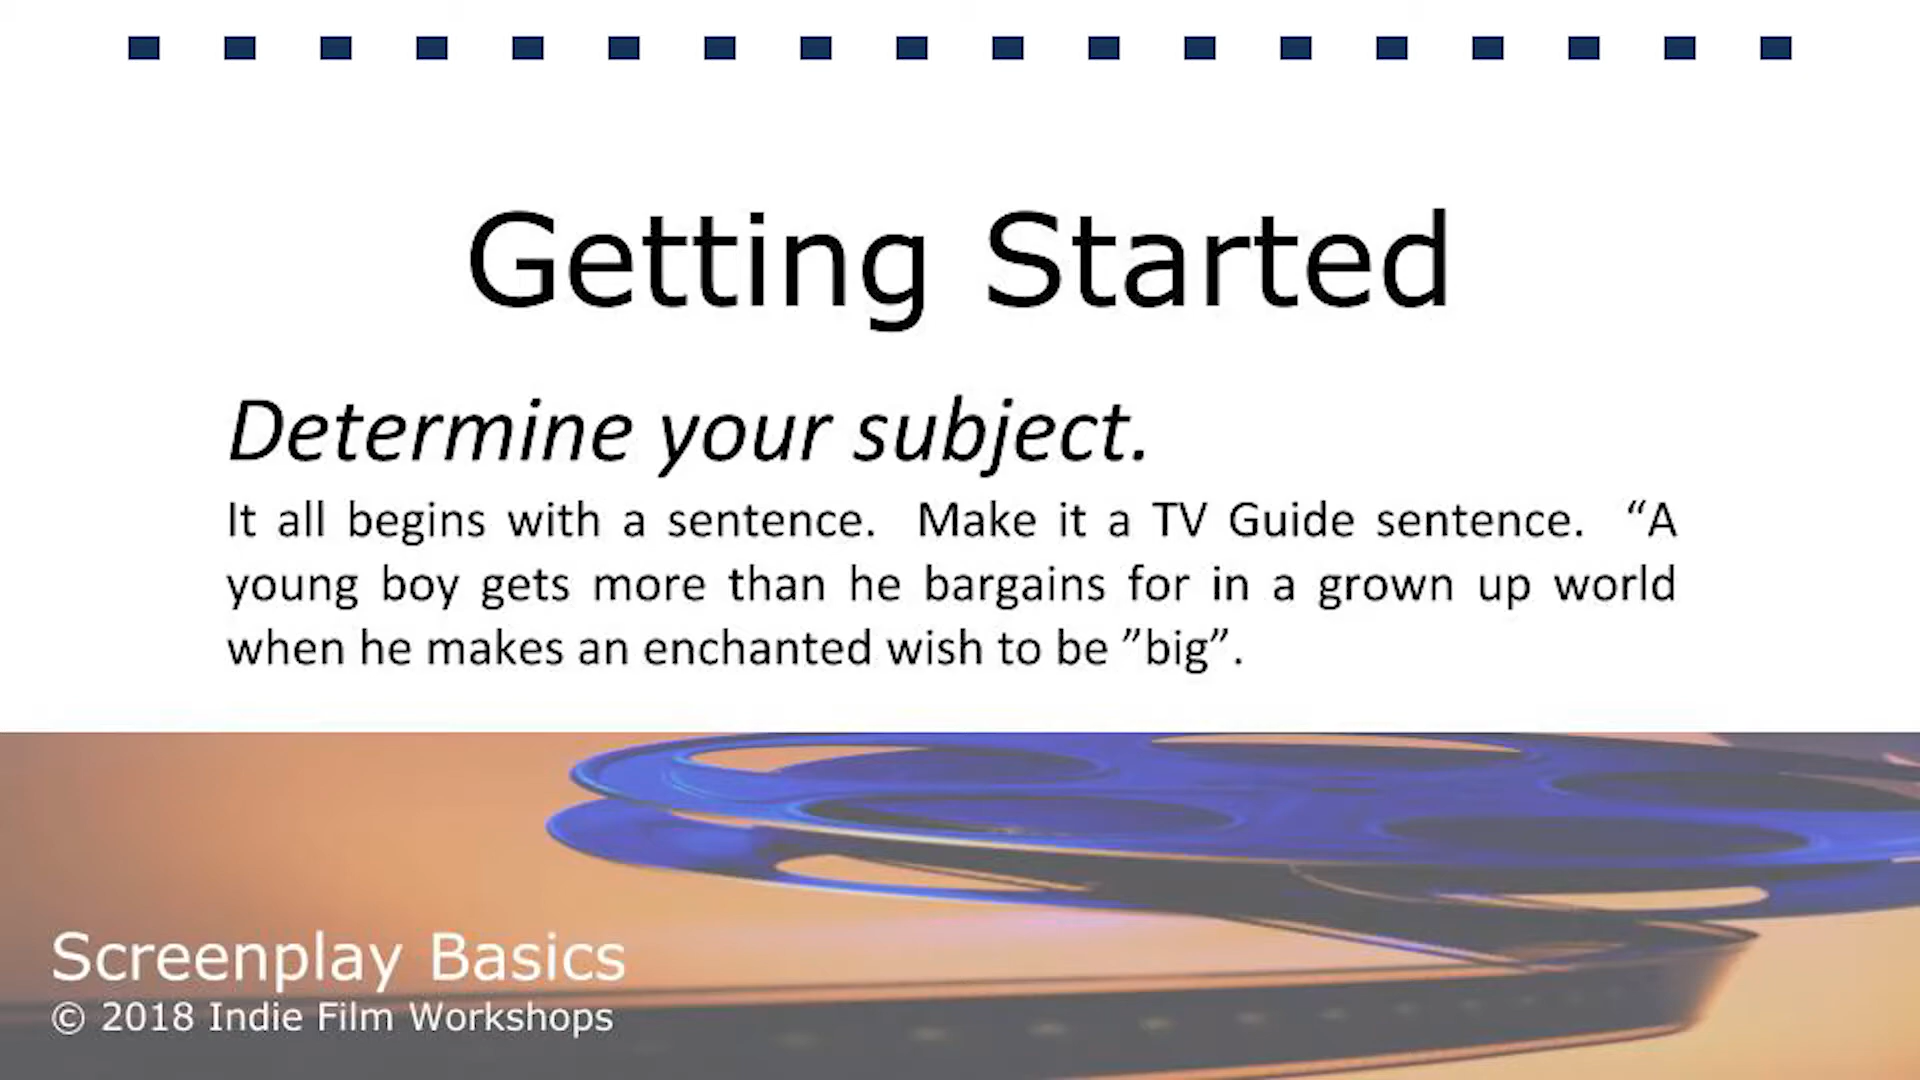 Getting Started
Determine your subject.
It all begins with a sentence.  Make it a TV Guide sentence.  “A
young boy gets more than he bargains for in a grown up world
when he makes an enchanted wish to be ”big”.
Screenplay Basics
© 2018 Indie Film Workshops